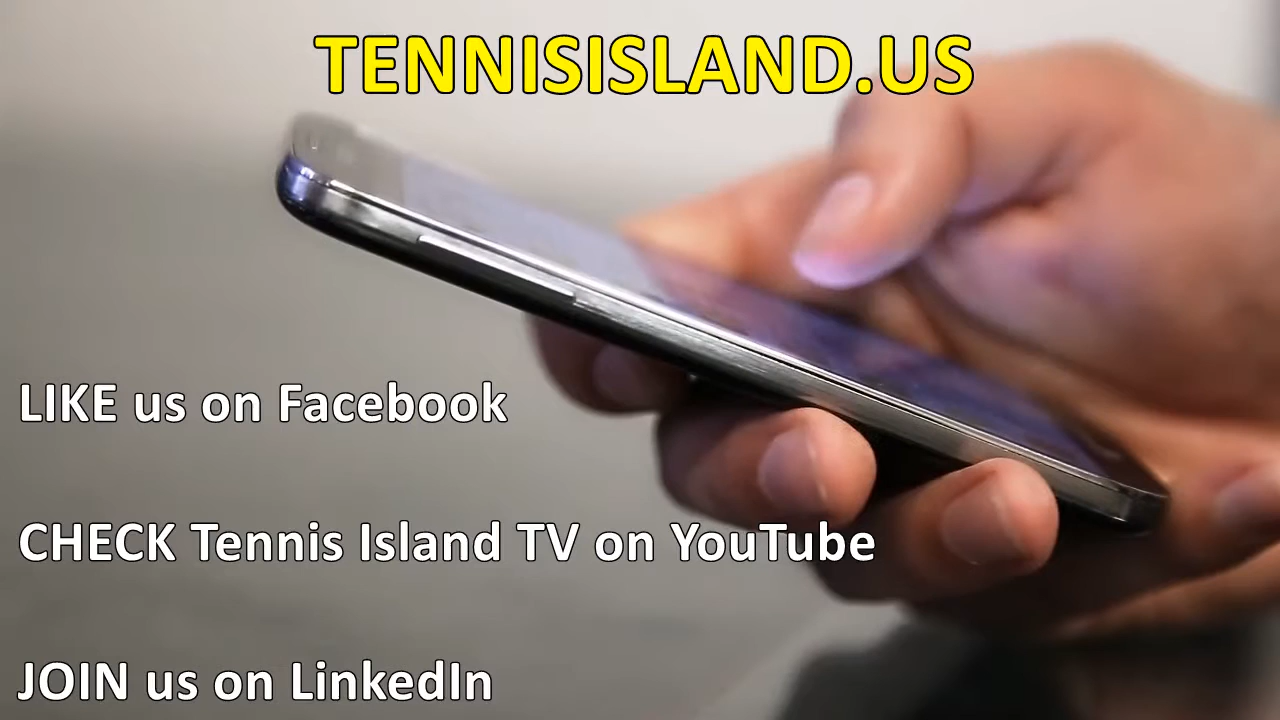 TENNISISLAND.US
LIKE us on Facebook
CHECK Tennis Island TV on YouTube
JOIN us on LinkedIn